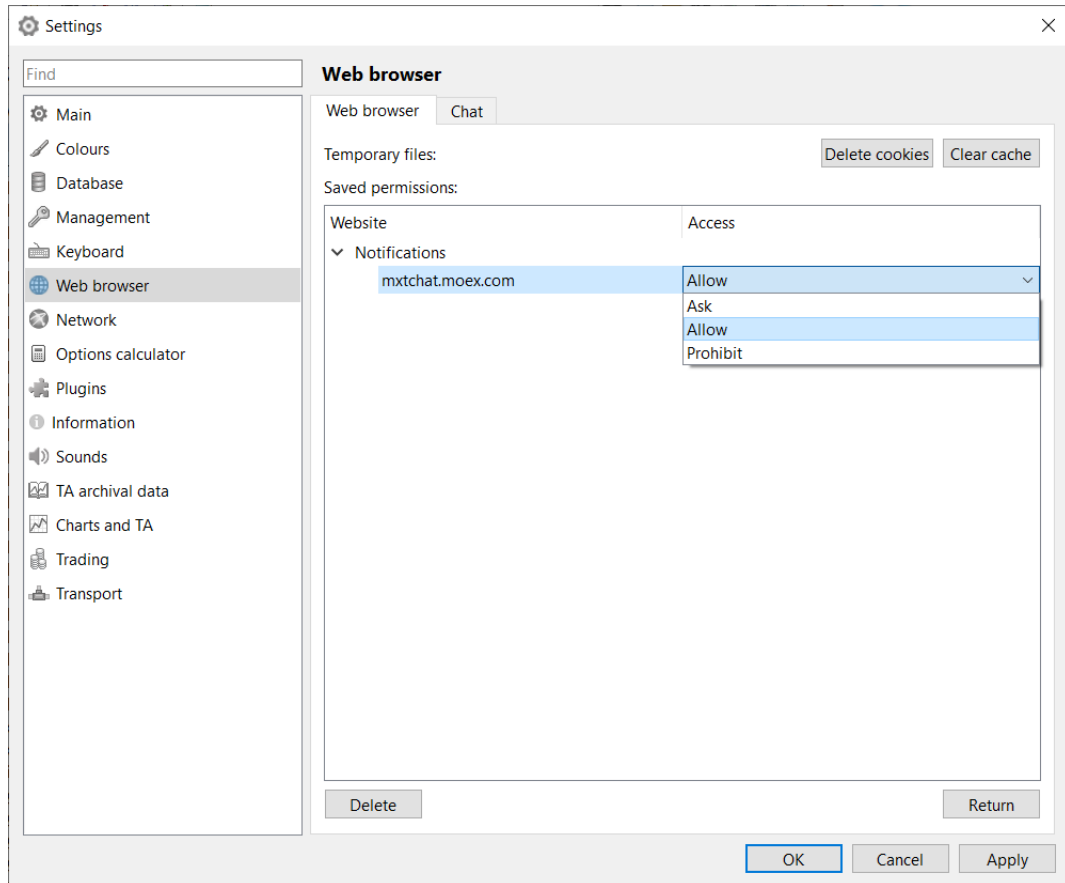 Settings
Find
Main
Colours
Database
Management
Keyboard
Web browser
Network
Options calculator
Plugins
Information
Sounds
TA archival data
Charts and TA
Trading
Transport
Web browser
Web browser Chat
Temporary files: Delete cookies Clear cache
Saved permissions:
Website Access
Notifications
mxtchat.moex.com Allow
Ask
Allow
Prohibit
Delete Return
OK Cancel Apply